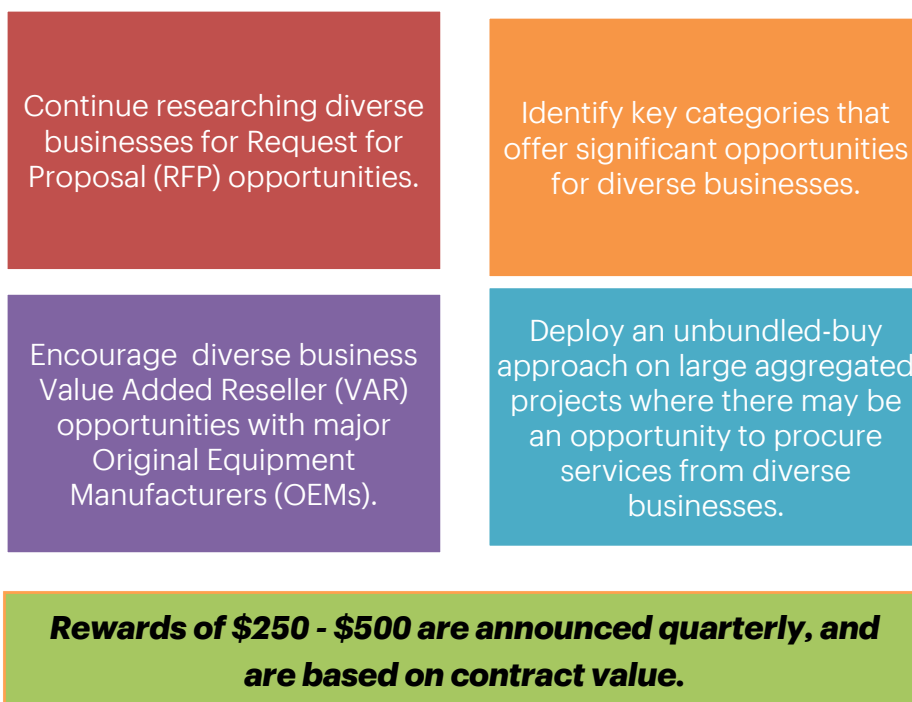 Continue researching diverse
businesses for Request for
Proposal (RFP) opportunities.
Identify key categories that
offer significant opportunities
for diverse businesses.
Encourage  diverse business
Value Added Reseller (VAR)
opportunities with major
Original Equipment
Manufacturers (OEMs).
Deploy an unbundled-buy
approach on large aggregated
projects where there may be
an opportunity to procure
services from diverse
businesses.
Rewards of $250 - $500 are announced quarterly, and
are based on contract value.